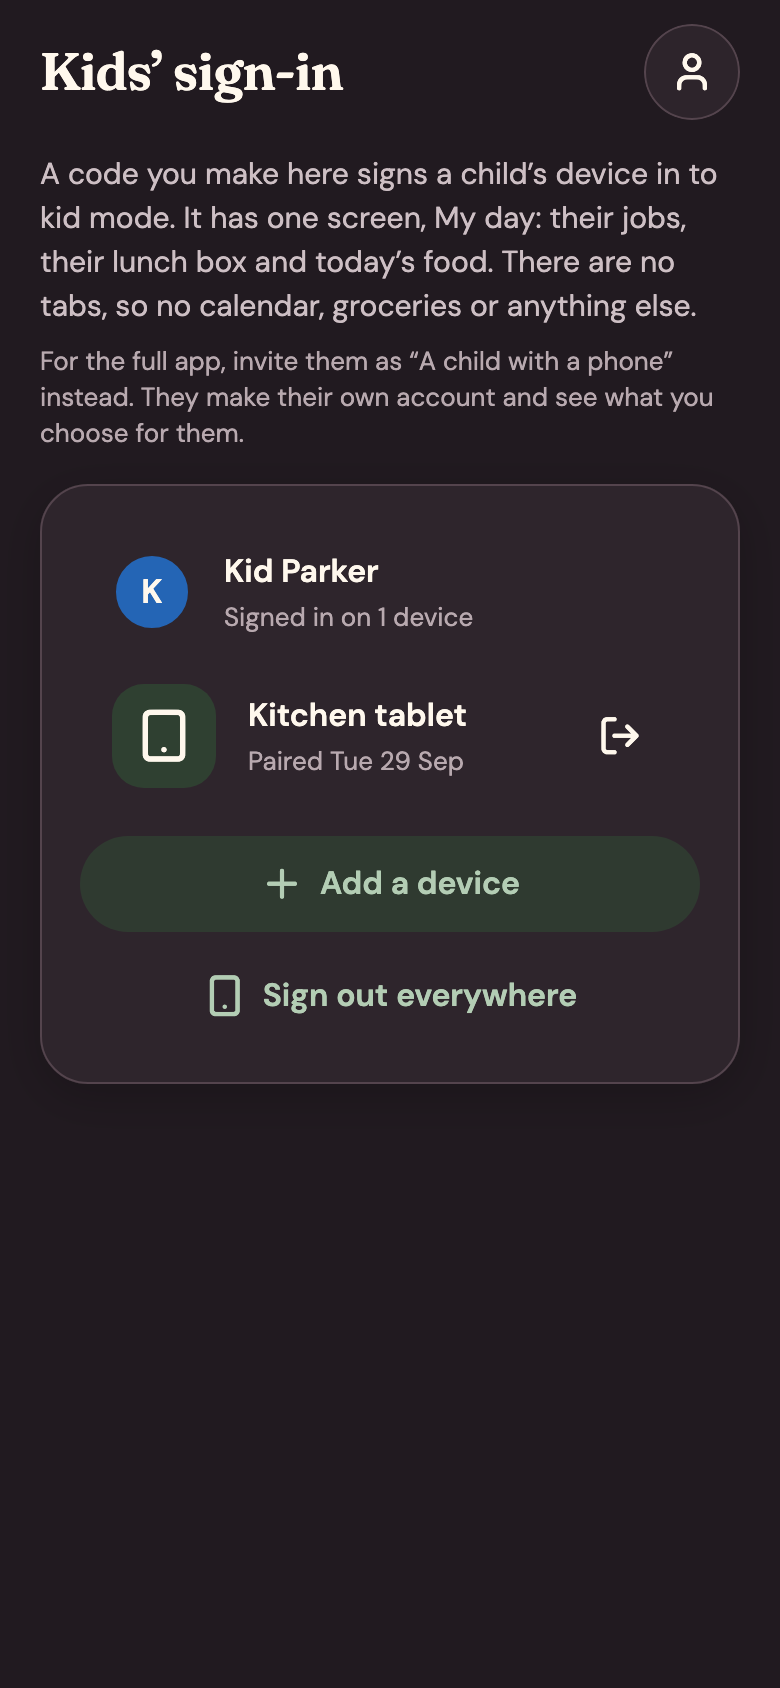 Kids’ sign-in
A code you make here signs a child’s device in to
kid mode. It has one screen, My day: their jobs,
their lunch box and today’s food. There are no
tabs, so no calendar, groceries or anything else.
For the full app, invite them as “A child with a phone”
instead. They make their own account and see what you
choose for them.
K
Kid Parker
Signed in on 1 device
Kitchen tablet
Paired Tue 29 Sep
Add a device
Sign out everywhere